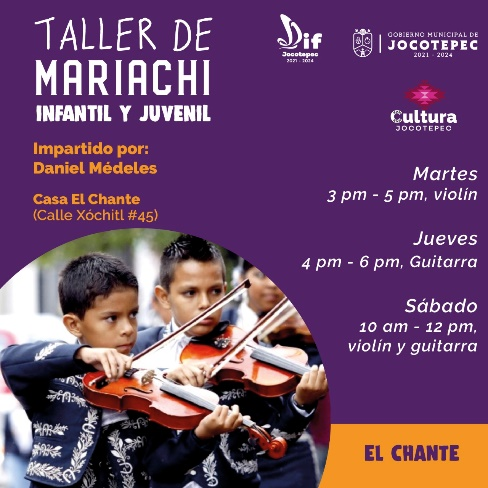 TALLER DE
MARIACHI
INFANTIL Y JUVENIL
Impartido por:
Daniel Médeles
Casa El Chante
(Calle Xóchitl #45)
Dif
Jocotepec
2021 - 2024
GOBIERNO MUNICIPAL DE
JOCOTEPEC
2021 - 2024
Cultura
JOCOTEPEC
Martes
3 pm - 5 pm, violín
Jueves
4 pm - 6 pm, Guitarra
Sábado
10 am - 12 pm,
violín y guitarra
EL CHANTE